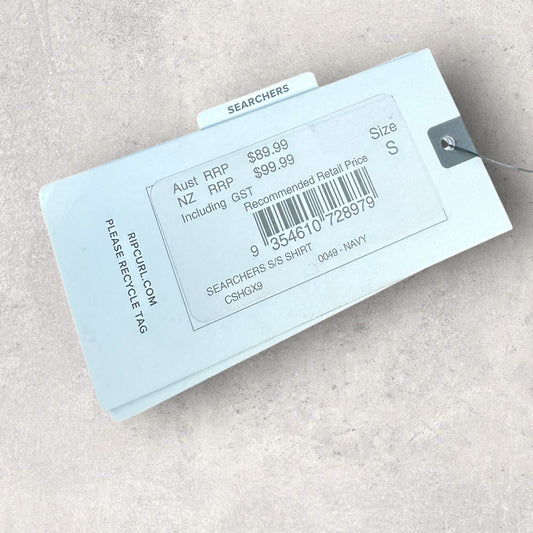 SEARCHERS
Aust RRP $89.99
NZ RRP $99.99
Including GST
Recommended Retail Price
Size
S
9 354610 728979
SEARCHERS S/S SHIRT
CSHGX9
0049 - NAVY
RIPCURL.COM
PLEASE RECYCLE TAG